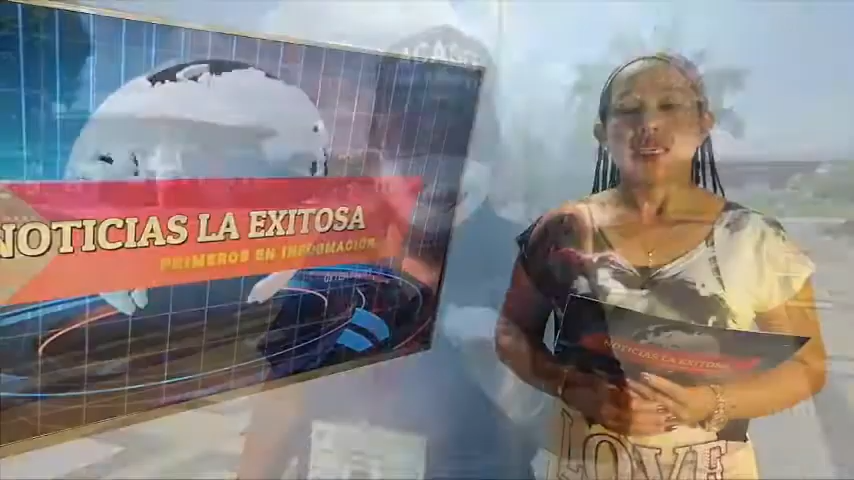 NOTICIAS LA EXITOSA
PRIMEROS EN INFORMACIÓN
NOTICIAS LA EXITOSA
LOVE